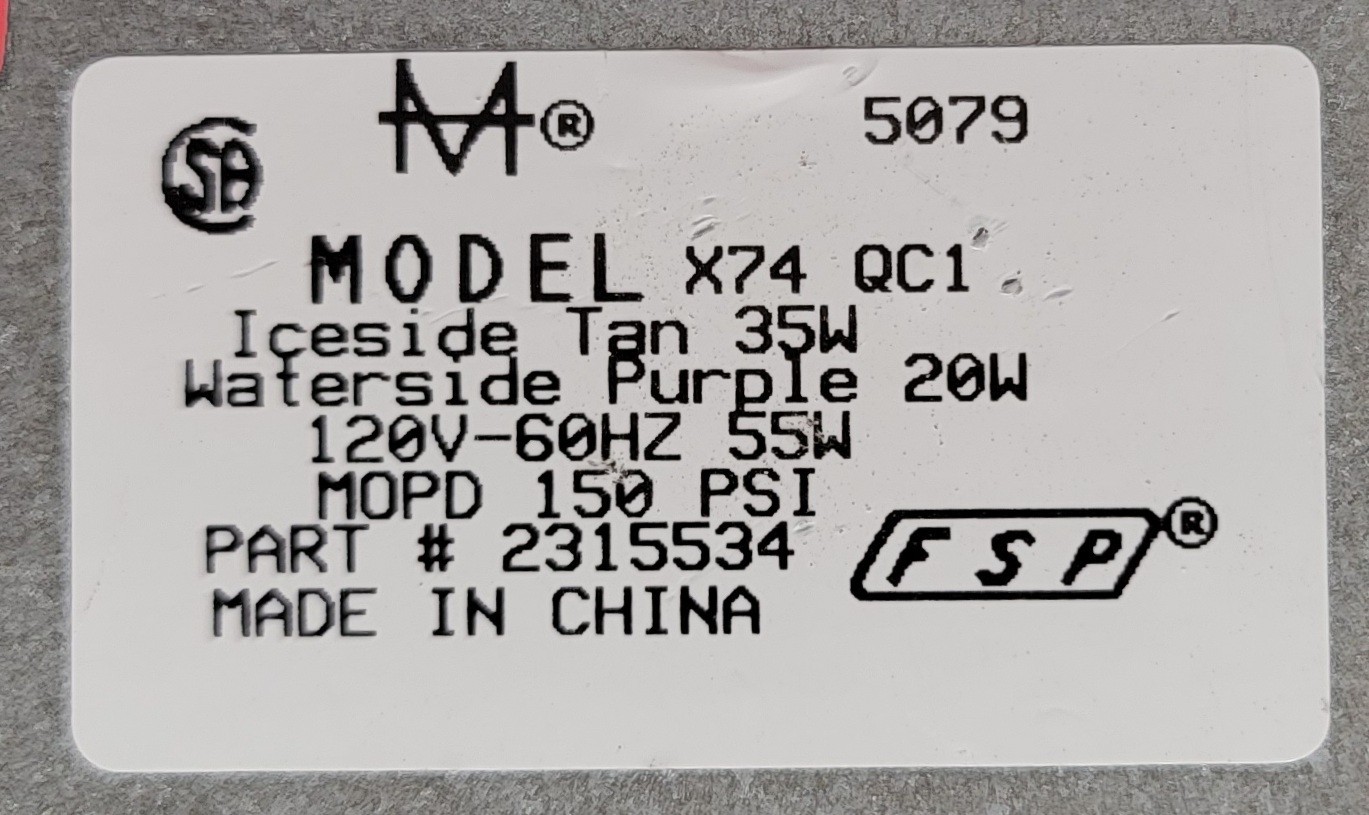 M® 5079
MODEL X74 QC1
Iceside Tan 35W
Waterside Purple 20W
120V-60HZ 55W
MOPD 150 PSI
PART # 2315534
FSP®
MADE IN CHINA